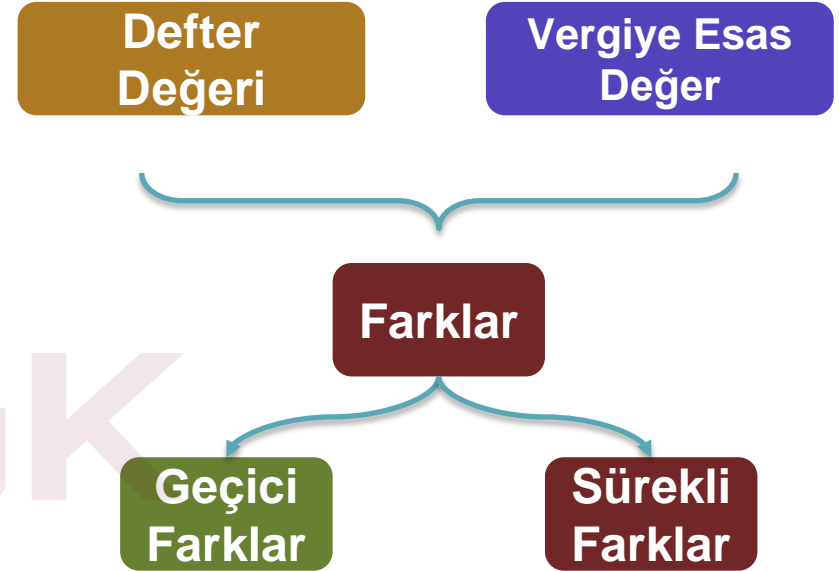 Defter
Değeri
Vergiye Esas
Değer
Farklar
Geçici
Farklar
Sürekli
Farklar